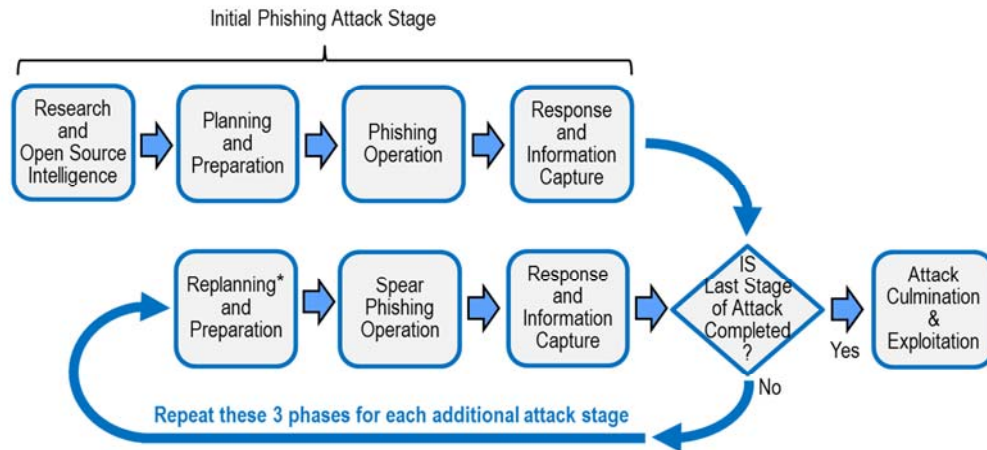 Initial Phishing Attack Stage
Research
and
Open Source
Intelligence
Planning
and
Preparation
Phishing
Operation
Response
and
Information
Capture
Replanning*
and
Preparation
Spear
Phishing
Operation
Response
and
Information
Capture
IS
Last Stage
of Attack
Completed
?
Yes
Attack
Culmination
&
Exploitation
No
Repeat these 3 phases for each additional attack stage